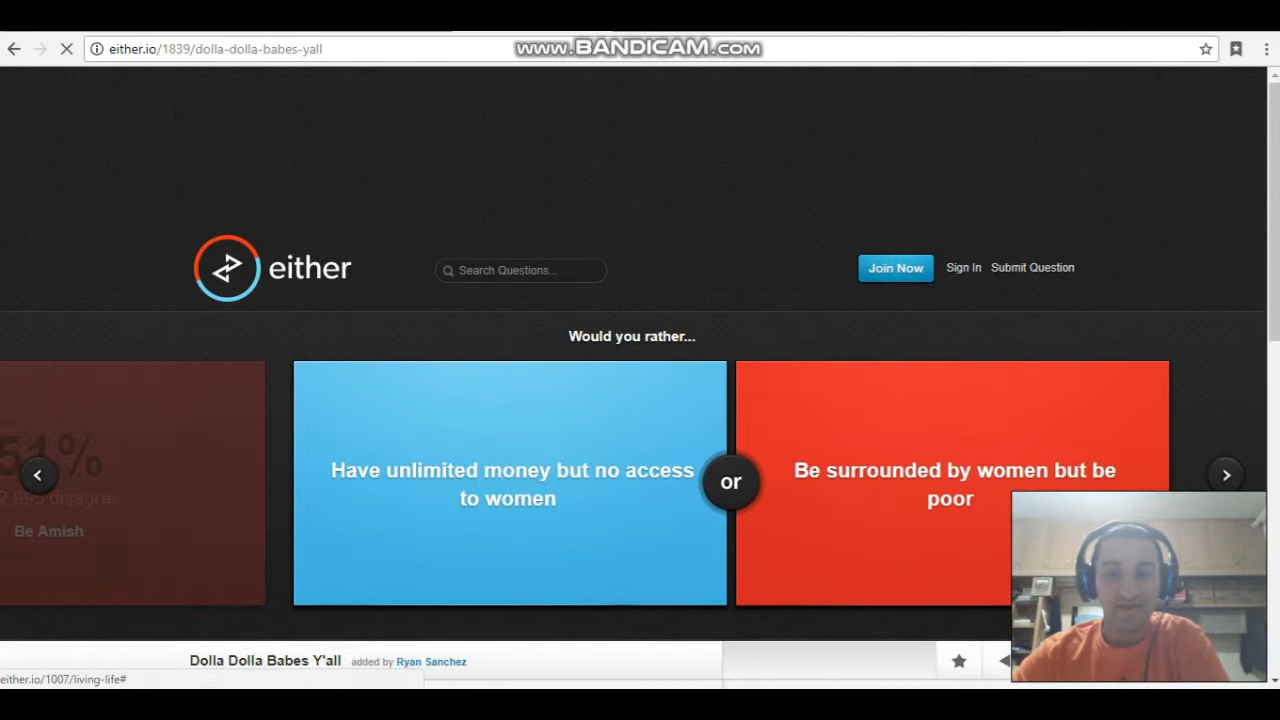 either.io/1839/dolla-dolla-babes-yall
www.BANDICAM.com
either
Search Questions...
Join Now
Sign In
Submit Question
Would you rather...
51%
disagree
Be Amish
Have unlimited money but no access
to women
or
Be surrounded by women but be
poor
Dolla Dolla Babes Y'all added by Ryan Sanchez
either.io/1007/living-life#